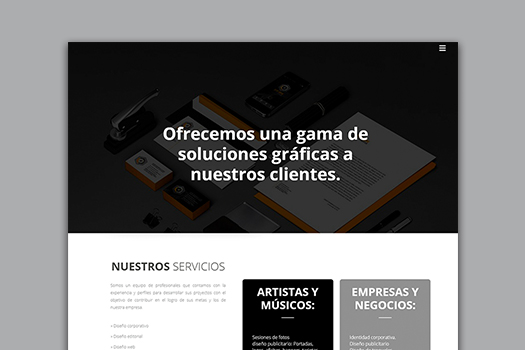 Ofrecemos una gama de
soluciones gráficas a
nuestros clientes.
NUESTROS SERVICIOS
Somos un equipo de profesionales que contamos con la
experiencia y perfiles para desarrollar sus proyectos con el
objetivo de contribuir en el logro de sus metas y las de
nuestra empresa.
• Diseño corporativo
• Diseño editorial
• Diseño web
ARTISTAS Y
MÚSICOS:
Sesiones de fotos
diseño publicitario: Portadas,
EMPRESAS Y
NEGOCIOS:
Identidad corporativa.
Diseño publicitario